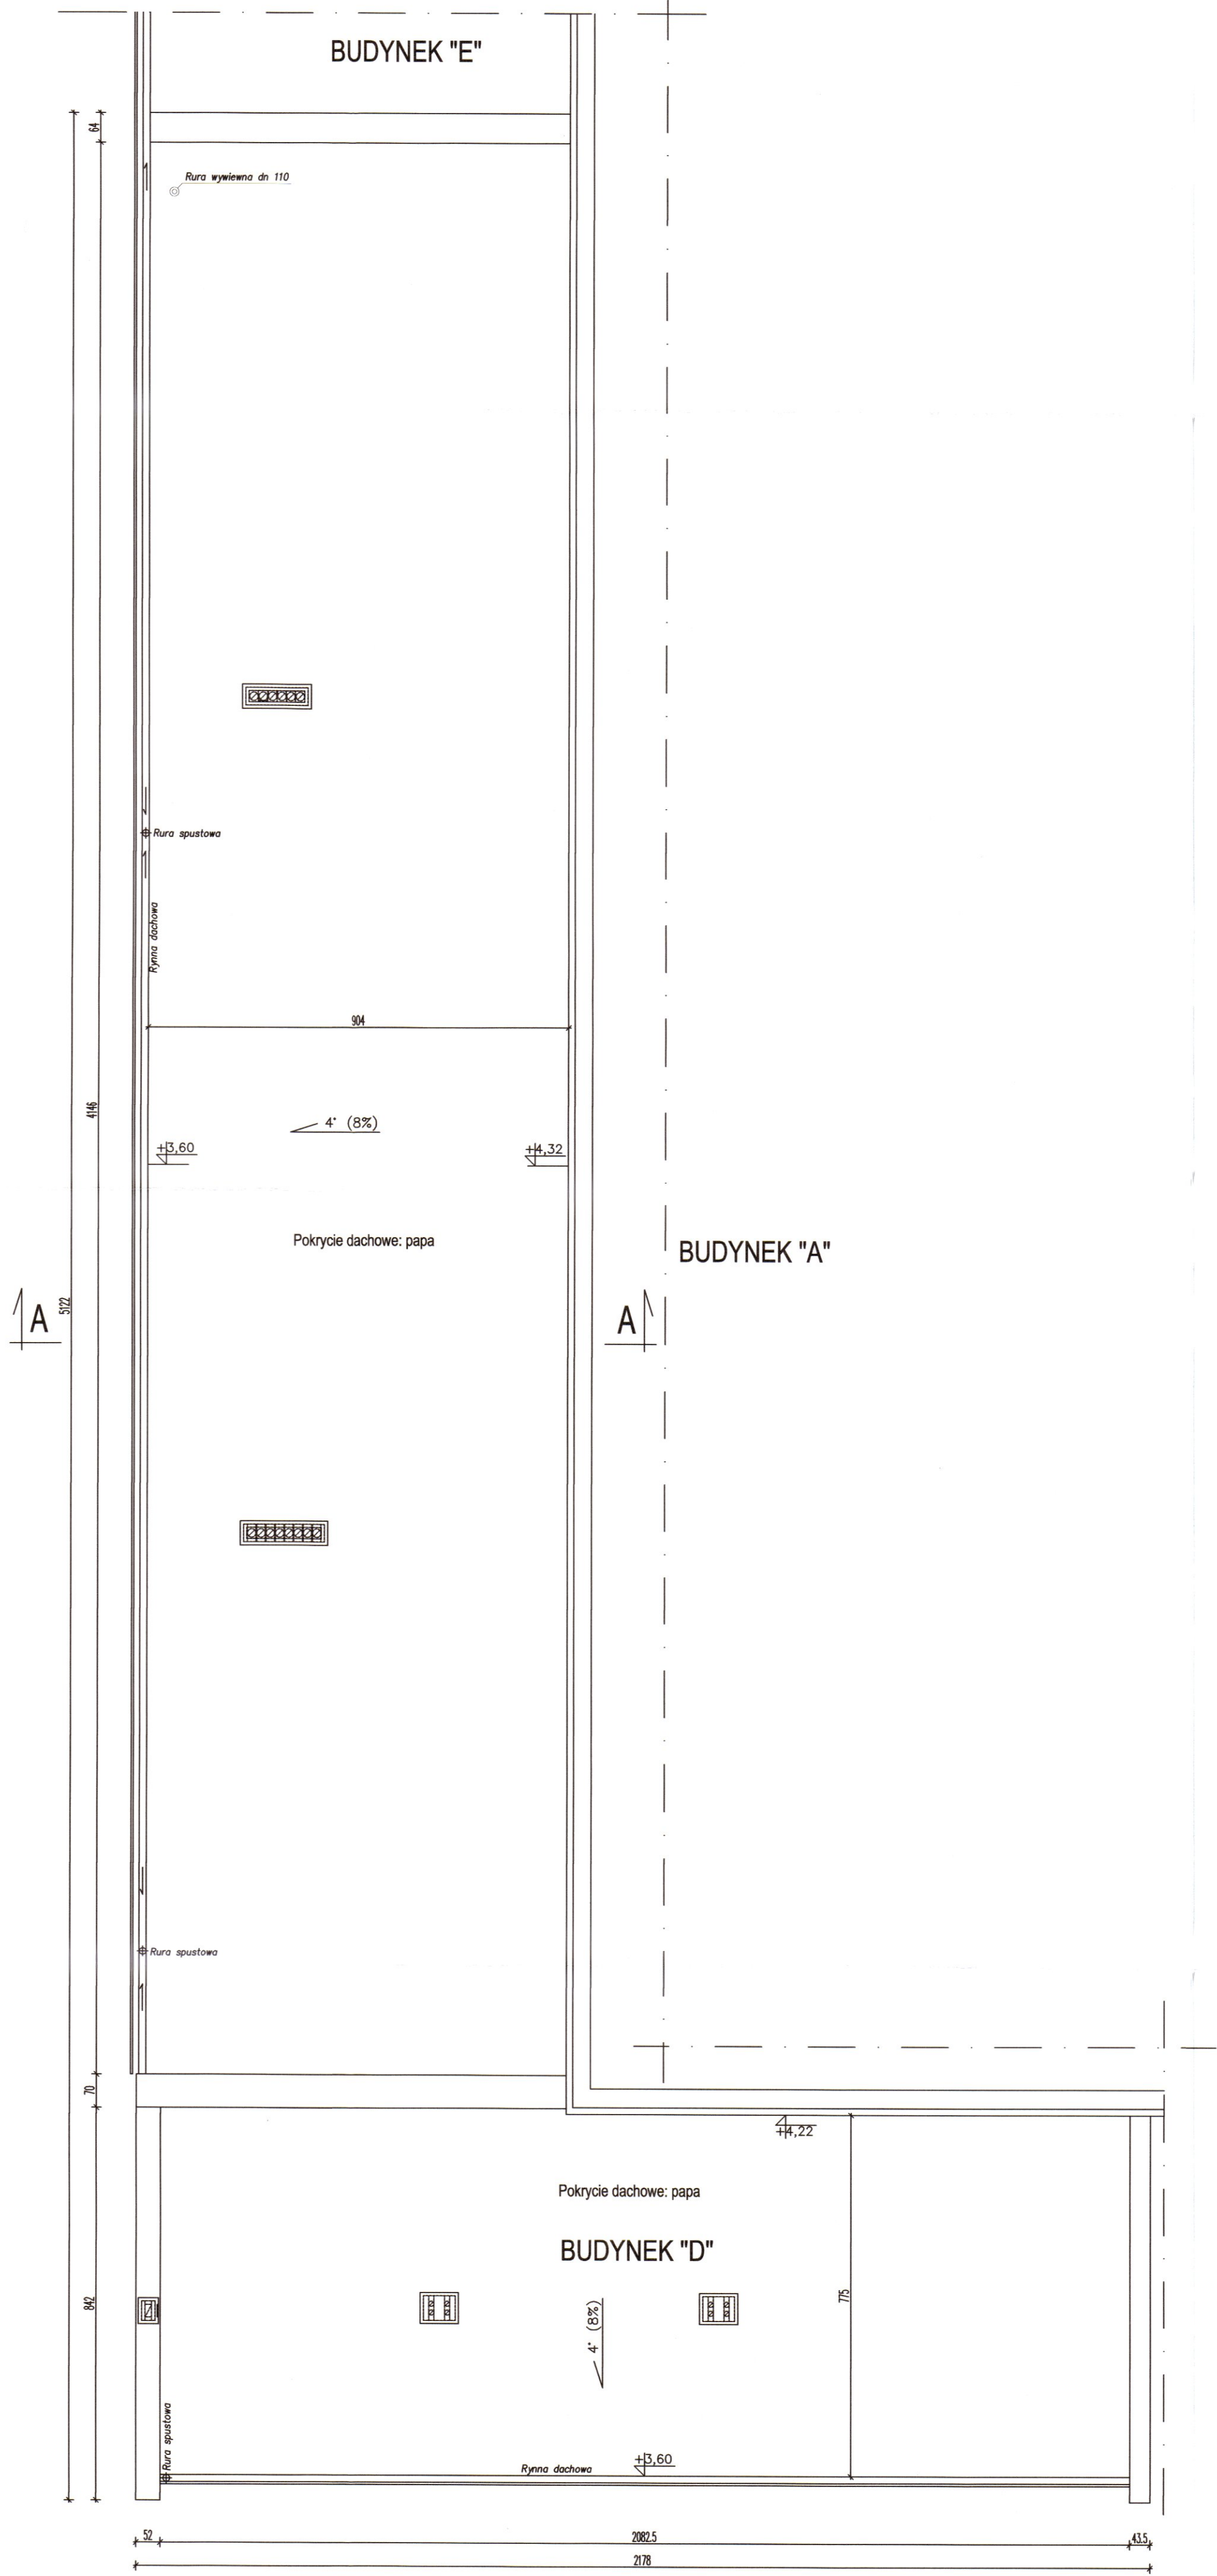 BUDYNEK "E"
64
Rura wywiewna dn 110
Rura spustowa
Rynna dachowa
904
4146
4° (8%)
+3,60
+4,32
Pokrycie dachowe: papa
BUDYNEK "A"
5122
A
A
Rura spustowa
70
+4,22
Pokrycie dachowe: papa
BUDYNEK "D"
842
775
4° (8%)
Rura spustowa
+3,60
Rynna dachowa
52
2082.5
43.5
2178